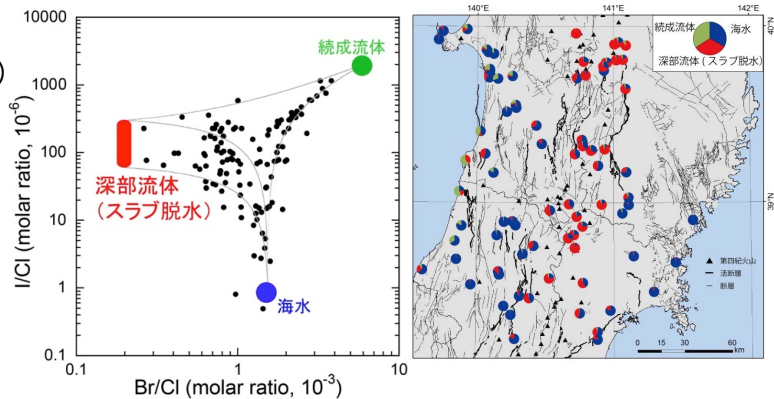 )
10000
1000
100
10
1
0.1
I/Cl (molar ratio, 10-6)
0.1
1
10
Br/Cl (molar ratio, 10-3)
続成流体
深部流体
(スラブ脱水)
海水
140˚E
141˚E
142˚E
40˚N
39˚N
続成流体
海水
深部流体 ( スラブ脱水 )
第四紀火山
活断層
断層
0 15 30 60
km